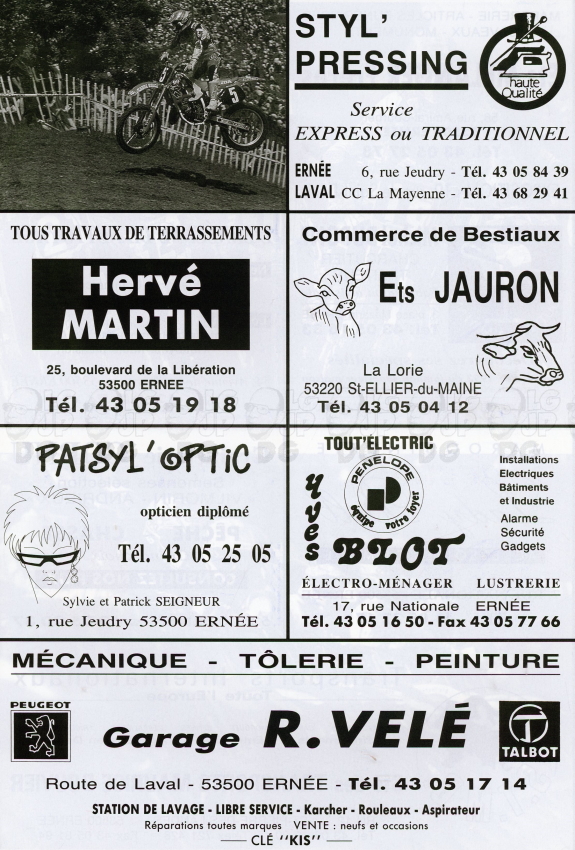 5
STYL'
PRESSING
haute
Qualité
Service
EXPRESS ou TRADITIONNEL
ERNÉE 6, rue Jeudry - Tél. 43 05 84 39
LAVAL CC La Mayenne - Tél. 43 68 29 41
TOUS TRAVAUX DE TERRASSEMENTS
Hervé
MARTIN
25, boulevard de la Libération
53500 ERNEE
Tél. 43 05 19 18
Commerce de Bestiaux
Ets JAURON
La Lorie
53220 St-ELLIER-du-MAINE
Tél. 43 05 04 12
PATSYL' OPTiC
opticien diplômé
Tél. 43 05 25 05
Sylvie et Patrick SEIGNEUR
1, rue Jeudry 53500 ERNÉE
TOUT'ÉLECTRIC
PENELOPE
équipe votre foyer
yves
BLOT
Installations
Electriques
Bâtiments
et Industrie
Alarme
Sécurité
Gadgets
ÉLECTRO-MÉNAGER LUSTRERIE
17, rue Nationale ERNÉE
Tél. 43 05 16 50 - Fax 43 05 77 66
MÉCANIQUE - TÔLERIE - PEINTURE
PEUGEOT
Garage R.VELÉ
TALBOT
Route de Laval - 53500 ERNÉE - Tél. 43 05 17 14
STATION DE LAVAGE - LIBRE SERVICE - Karcher - Rouleaux - Aspirateur
Réparations toutes marques VENTE : neufs et occasions
— CLÉ "KIS" —